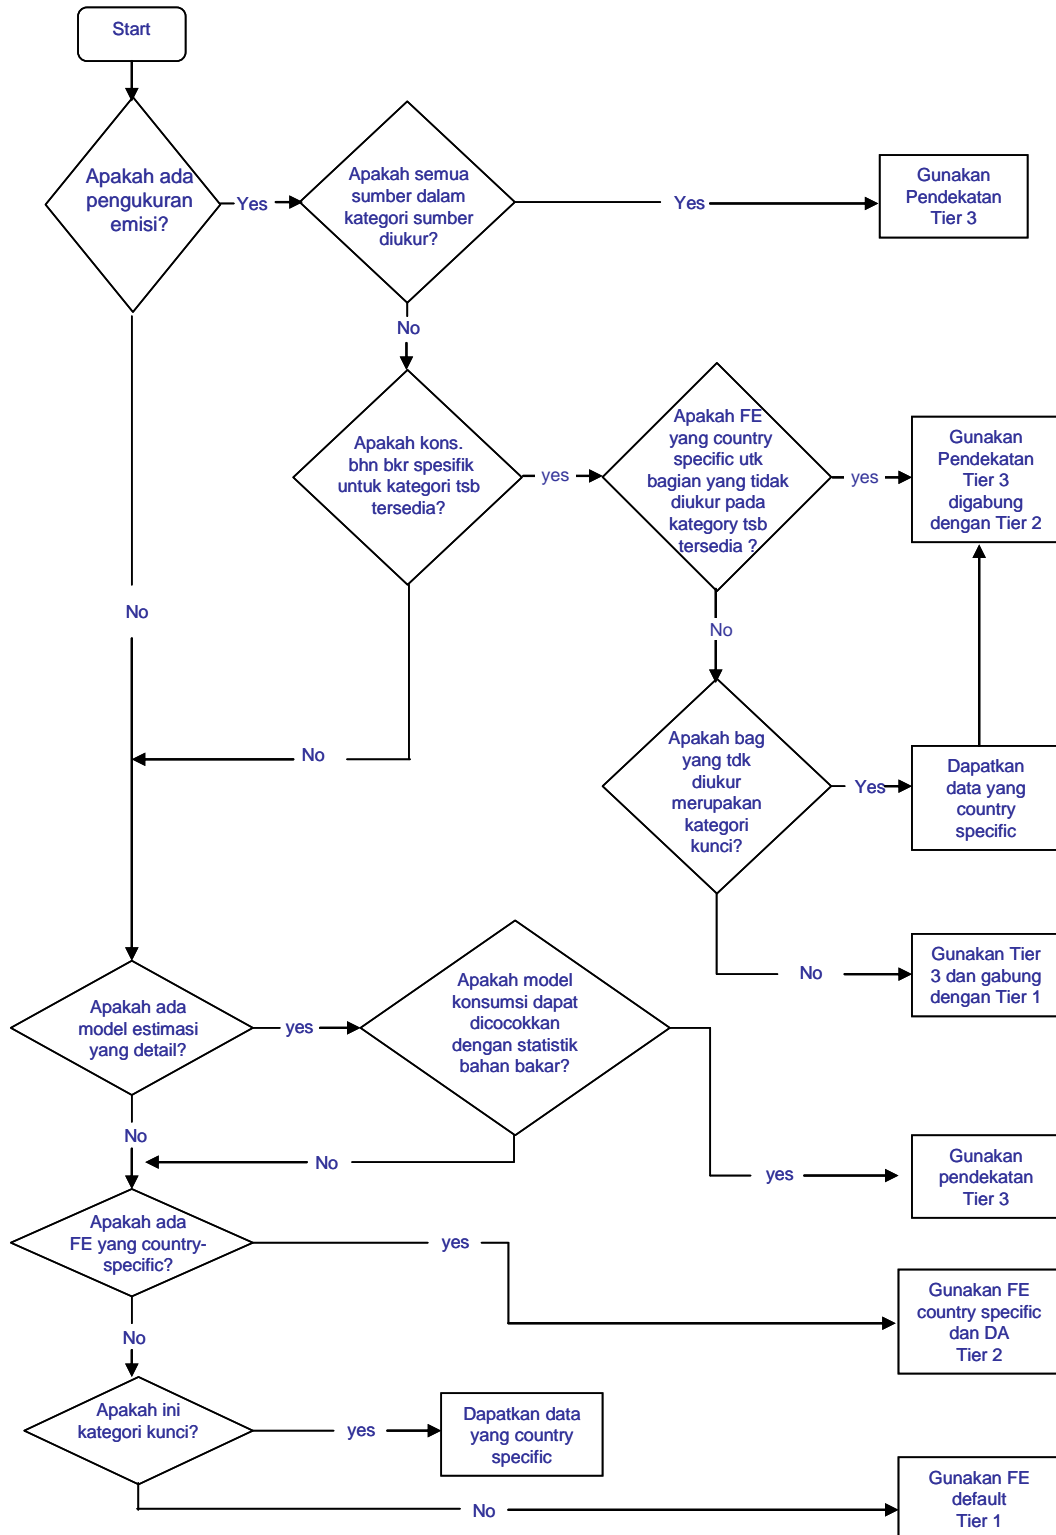 Start
Apakah ada
pengukuran
emisi?
Yes
Apakah semua
sumber dalam
kategori sumber
diukur?
Yes
Gunakan
Pendekatan
Tier 3
No
Apakah kons.
bhn bkr spesifik
untuk kategori tsb
tersedia?
yes
Apakah FE
yang country
specific utk
bagian yang tidak
diukur pada
kategory tsb
tersedia ?
yes
Gunakan
Pendekatan
Tier 3
digabung
dengan Tier 2
No
No
No
Apakah bag
yang tdk
diukur
merupakan
kategori
kunci?
Yes
Dapatkan
data yang
country
specific
No
Gunakan Tier
3 dan gabung
dengan Tier 1
Apakah ada
model estimasi
yang detail?
yes
Apakah model
konsumsi dapat
dicocokkan
dengan statistik
bahan bakar?
No
No
yes
Gunakan
pendekatan
Tier 3
Apakah ada
FE yang country-
specific?
yes
Gunakan FE
country specific
dan DA
Tier 2
No
Apakah ini
kategori kunci?
yes
Dapatkan data
yang country
specific
No
Gunakan FE
default
Tier 1